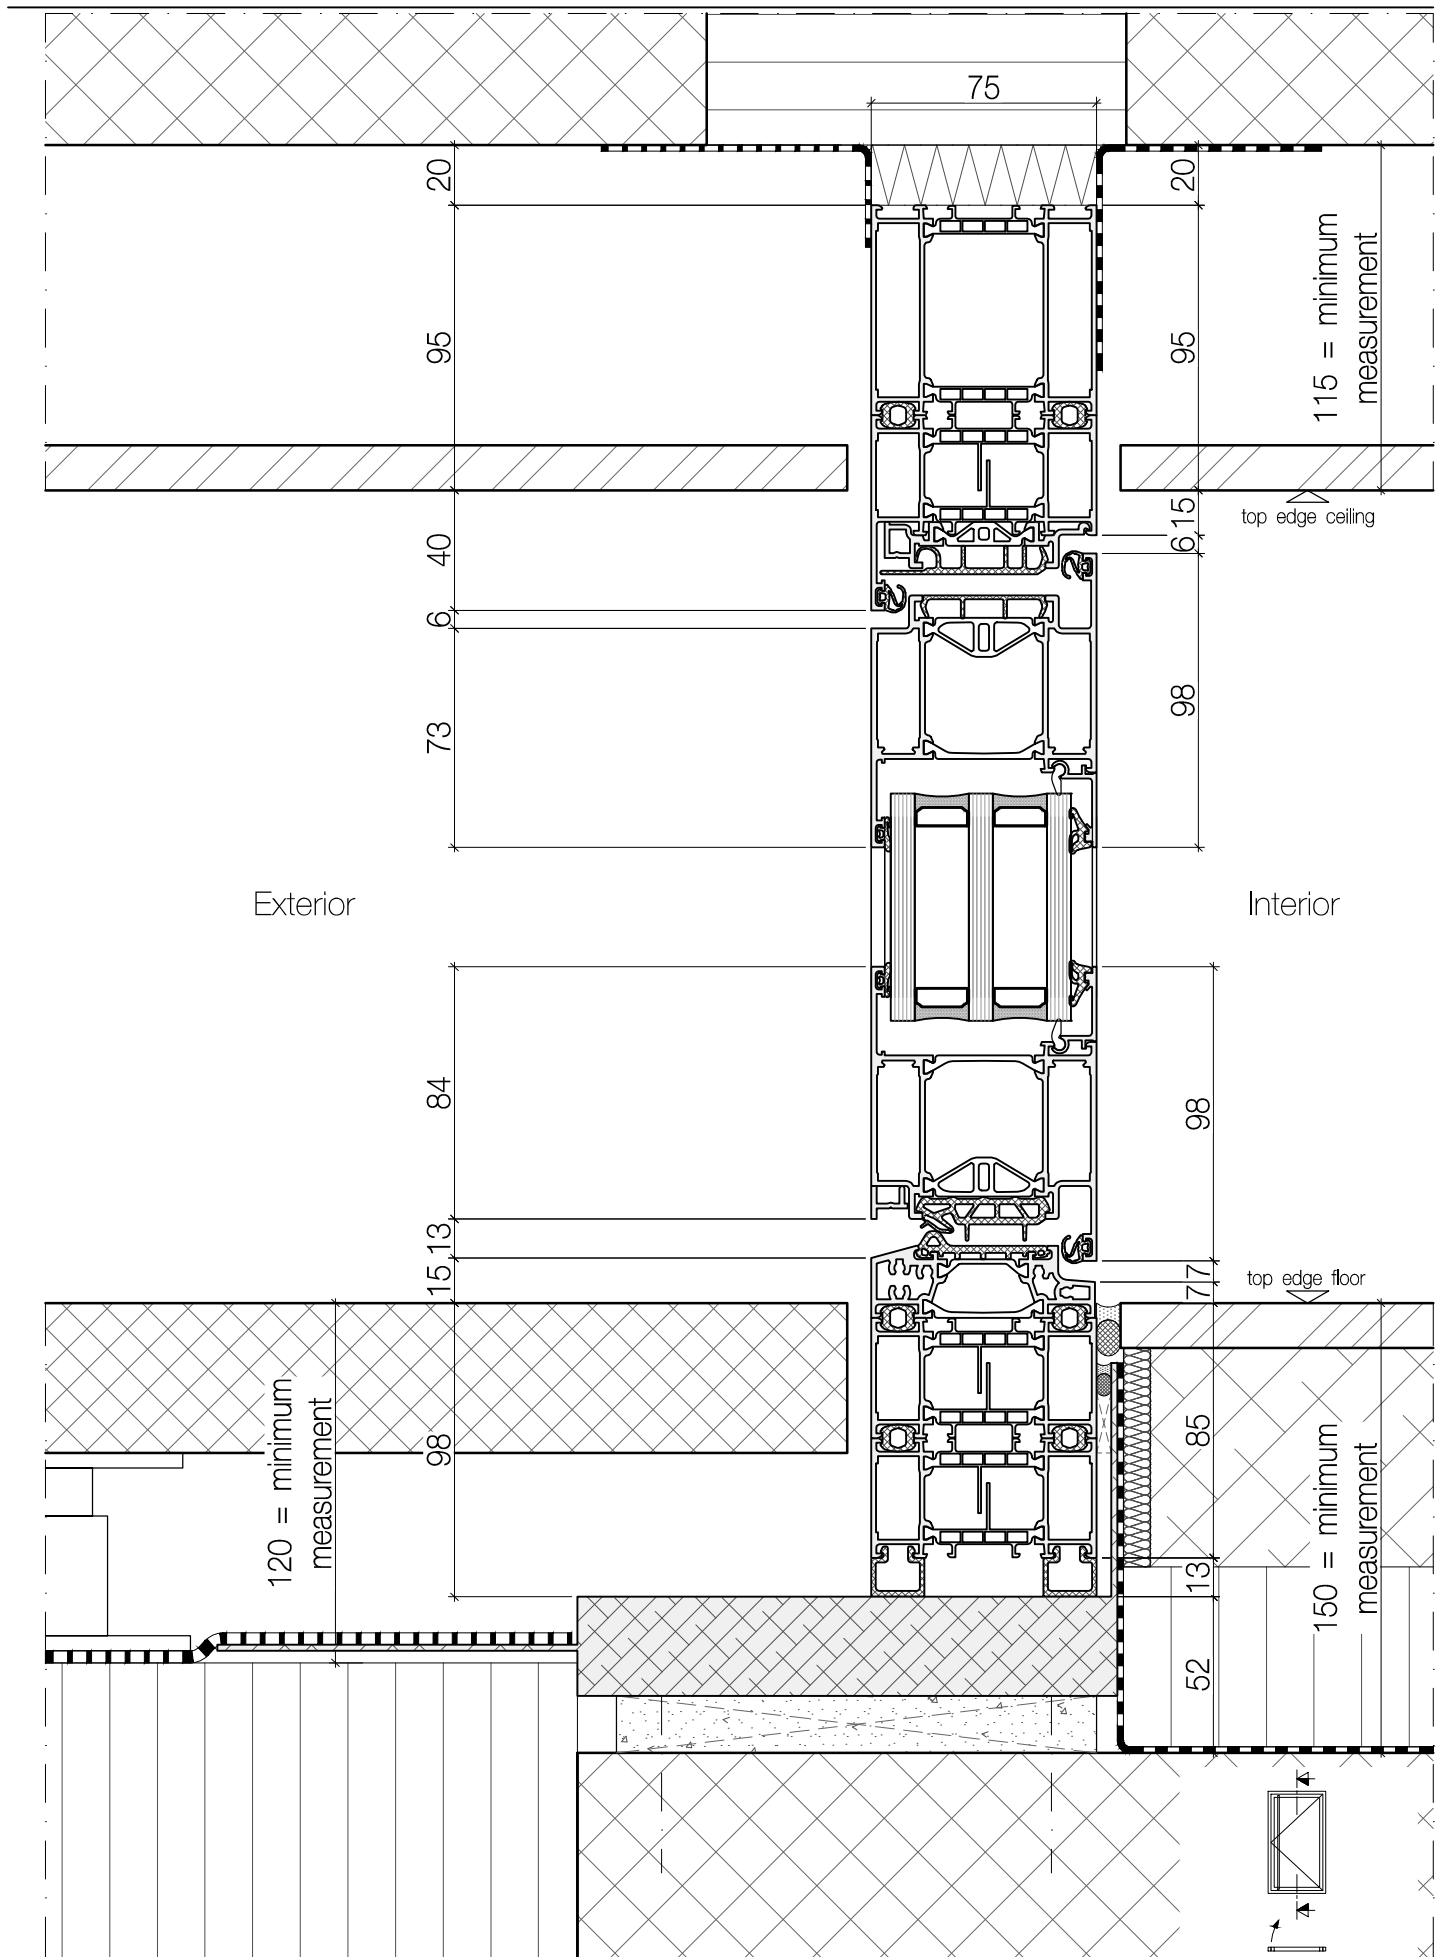 75
20
20
95
95
115 = minimum
measurement
top edge ceiling
15
6
40
6
73
98
Exterior
Interior
84
98
13
15
7
7
top edge floor
120 = minimum
measurement
98
85
150 = minimum
measurement
13
52